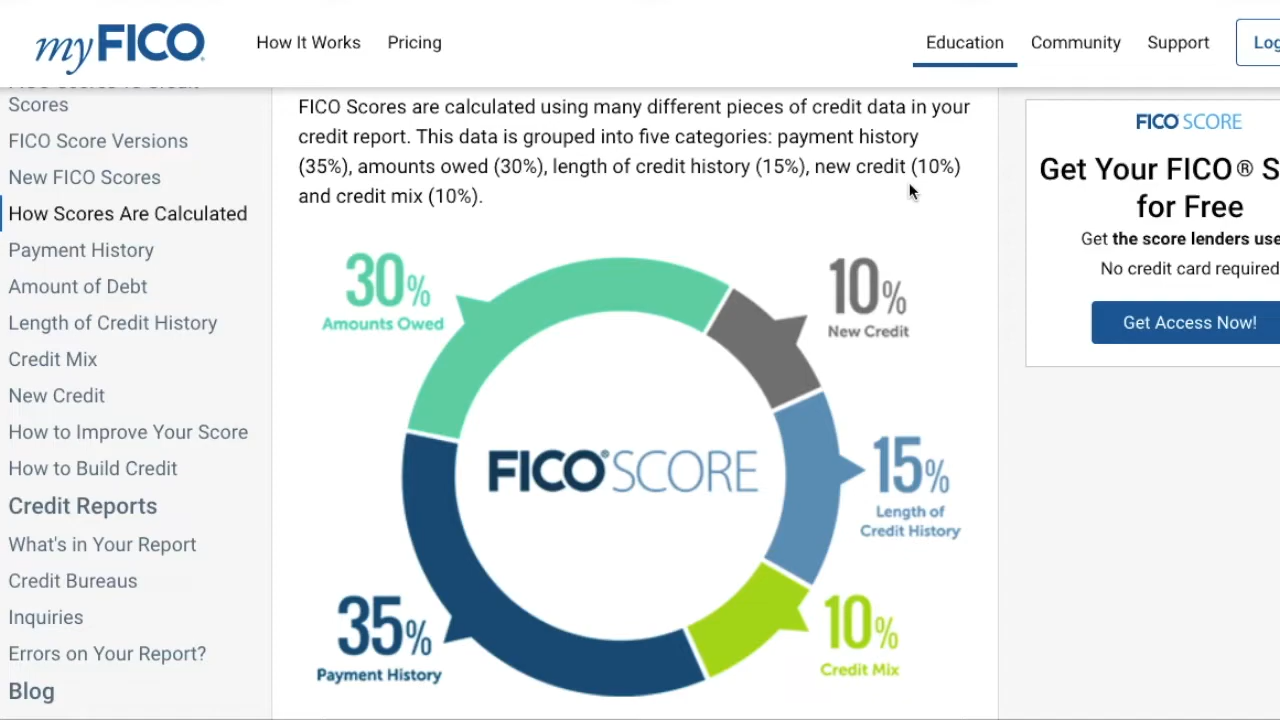 myFICO
How It Works
Pricing
Education
Community
Support
Log
Scores
FICO Score Versions
New FICO Scores
How Scores Are Calculated
Payment History
Amount of Debt
Length of Credit History
Credit Mix
New Credit
How to Improve Your Score
How to Build Credit
Credit Reports
What's in Your Report
Credit Bureaus
Inquiries
Errons on Your Report?
Blog
FICO Scores are calculated using many different pieces of credit data in your
credit report. This data is grouped into five categories: payment history
(35%), amounts owed (30%), length of credit history (15%), new credit (10%)
and credit mix (10%).
30%
Amounts Owed
10%
New Credit
FICO® SCORE
15%
Length of
Credit History
35%
Payment History
10%
Credit Mix
FICO SCORE
Get Your FICO® S
for Free
Get the score lenders use
No credit card required
Get Access Now!